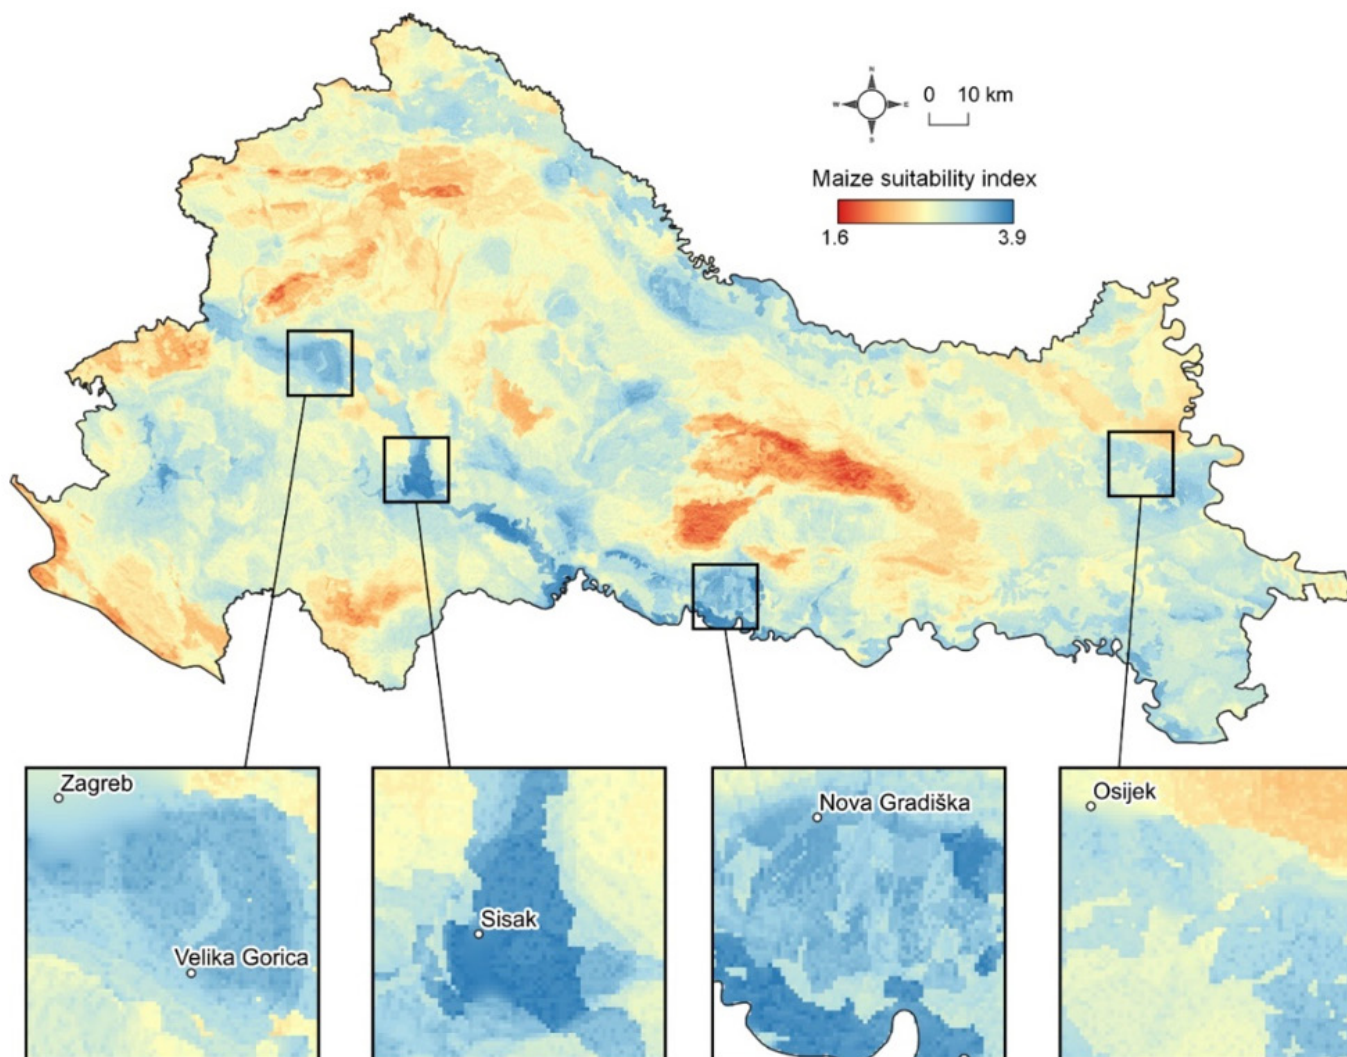 N
W E
S
0 10 km
Maize suitability index
1.6 3.9
Zagreb
Velika Gorica
Sisak
Nova Gradiška
Osijek